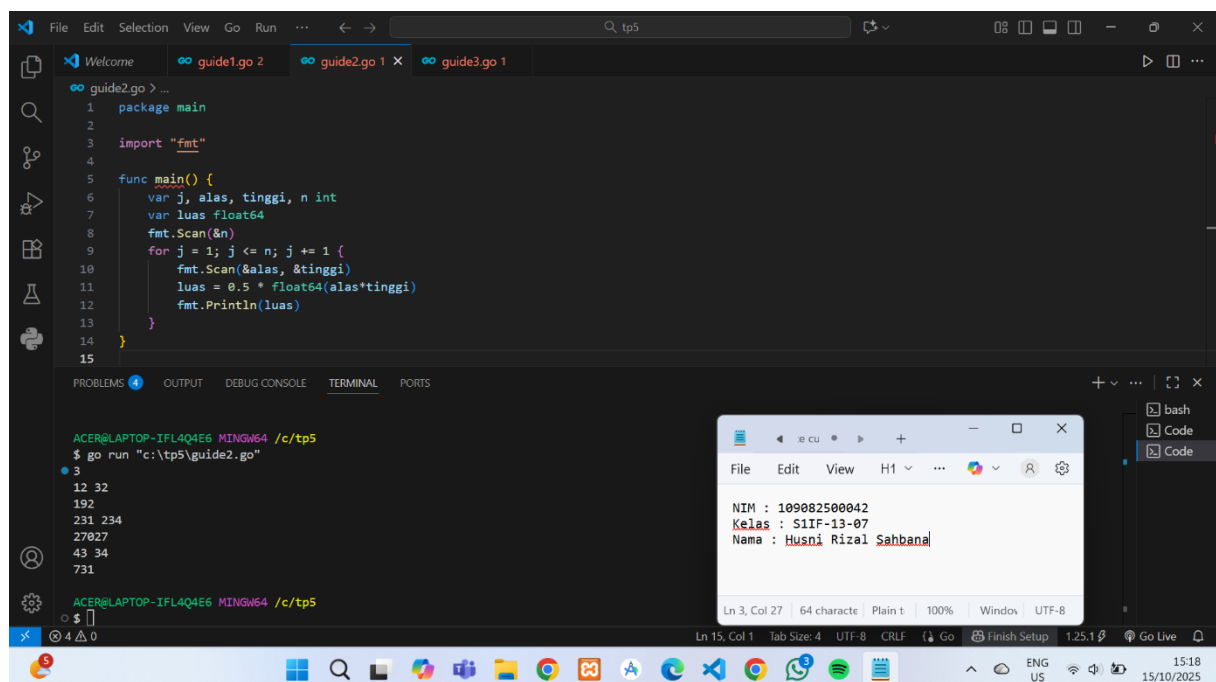 File Edit Selection View Go Run ··· tp5
Welcome guide1.go 2 guide2.go 1 guide3.go 1
guide2.go > ...
1 package main
2
3 import "fmt"
4
5 func main() {
6 var j, alas, tinggi, n int
7 var luas float64
8 fmt.Scan(&n)
9 for j = 1; j <= n; j += 1 {
10 fmt.Scan(&alas, &tinggi)
11 luas = 0.5 * float64(alas*tinggi)
12 fmt.Println(luas)
13 }
14 }
15
PROBLEMS 4 OUTPUT DEBUG CONSOLE TERMINAL PORTS
bash
Code
Code
ACER@LAPTOP-IFL4Q4E6 MINGW64 /c/tp5
$ go run "c:\tp5\guide2.go"
3
12 32
192
231 234
27027
43 34
731
ACER@LAPTOP-IFL4Q4E6 MINGW64 /c/tp5
$
File Edit View H1 ···
NIM : 109082500042
Kelas : S1IF-13-07
Nama : Husni Rizal Sahbana
Ln 3, Col 27 64 characte Plain t 100% Window UTF-8
4 0 Ln 15, Col 1 Tab Size: 4 UTF-8 CRLF Go Finish Setup 1.25.1 Go Live
5 3 ENG 15:18
US 15/10/2025